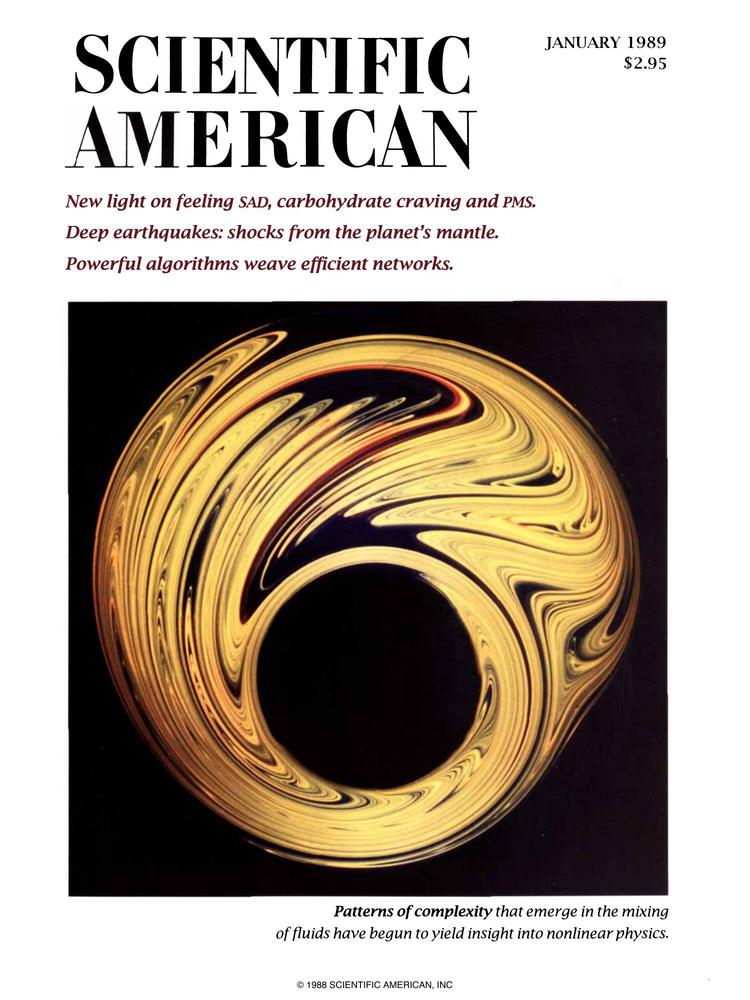 SCIENTIFIC
AMERICAN
JANUARY 1989
$2.95
New light on feeling SAD, carbohydrate craving and PMS.
Deep earthquakes: shocks from the planet's mantle.
Powerful algorithms weave efficient networks.
Patterns of complexity that emerge in the mixing
of fluids have begun to yield insight into nonlinear physics.
© 1988 SCIENTIFIC AMERICAN, INC